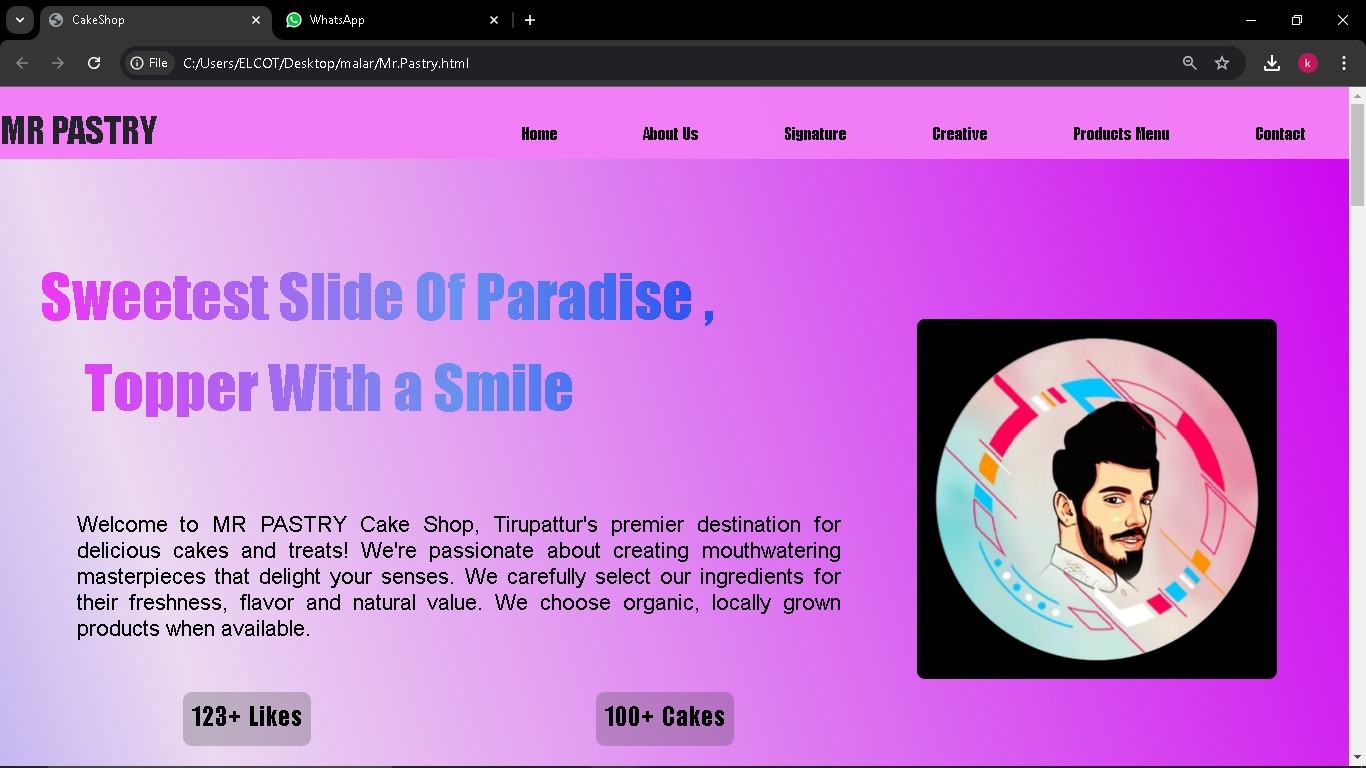 CakeShop
WhatsApp
File
C:/Users/ELCOT/Desktop/malar/Mr.Pastry.html
k
MR PASTRY
Home
About Us
Signature
Creative
Products Menu
Contact
Sweetest Slide Of Paradise ,
Topper With a Smile
Welcome to MR PASTRY Cake Shop, Tirupattur's premier destination for
delicious cakes and treats! We're passionate about creating mouthwatering
masterpieces that delight your senses. We carefully select our ingredients for
their freshness, flavor and natural value. We choose organic, locally grown
products when available.
123+ Likes
100+ Cakes